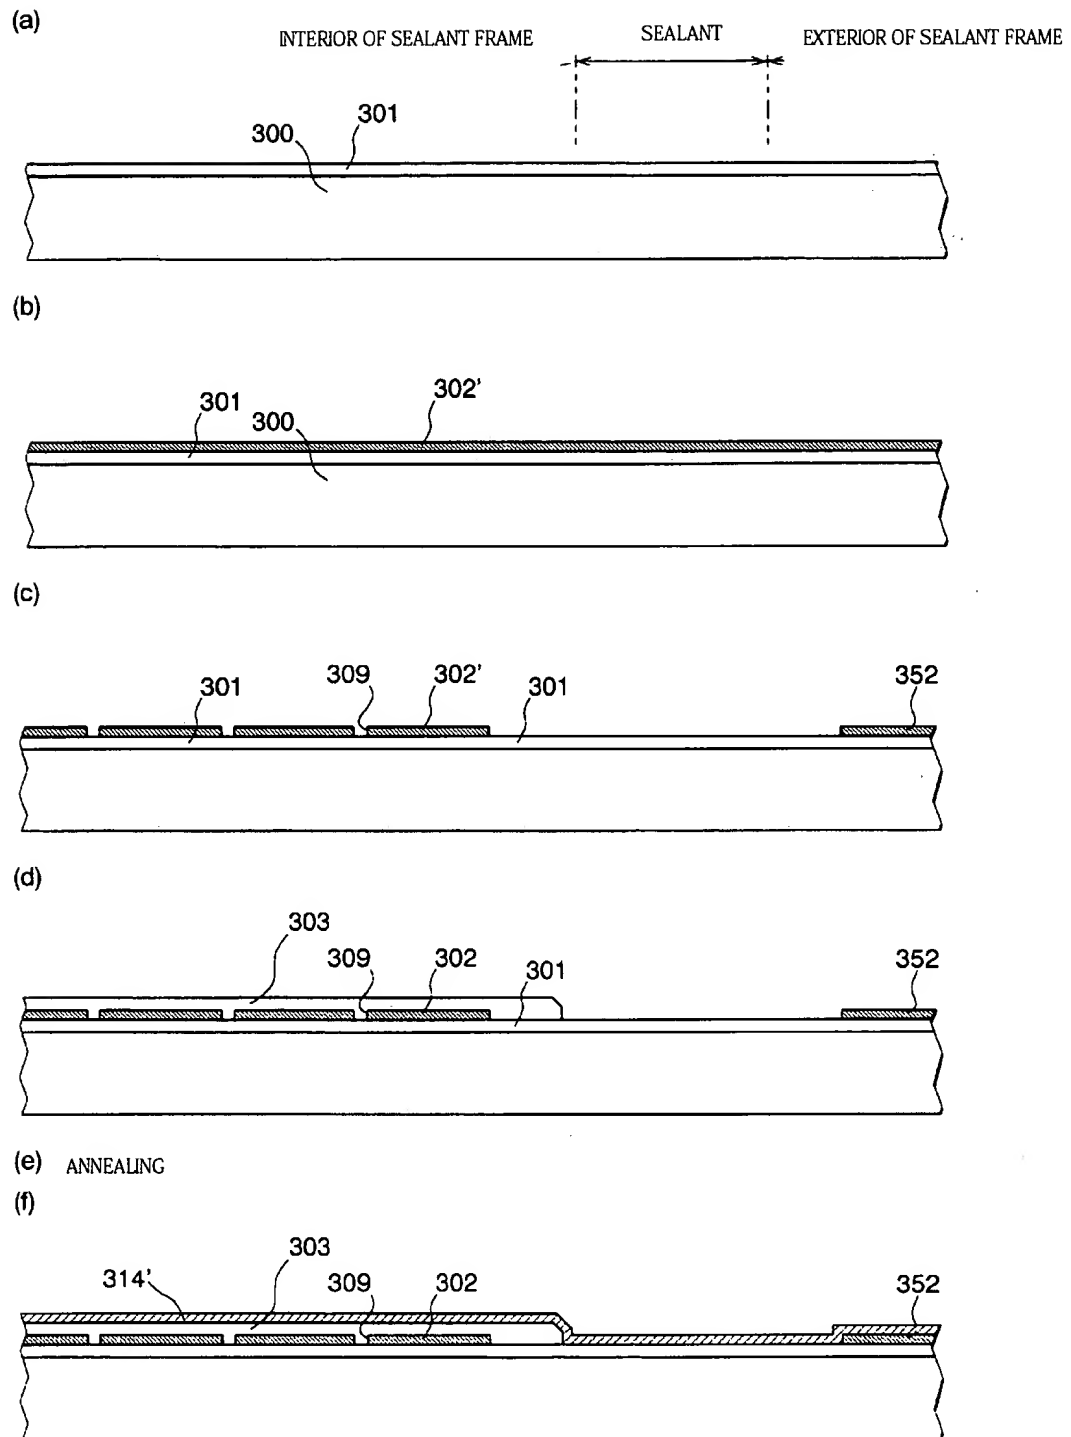 (a)
INTERIOR OF SEALANT FRAME SEALANT EXTERIOR OF SEALANT FRAME
301
300
(b)
302'
301
300
(c)
309 302' 352
301 301
(d)
303
309 302 352
301
(e) ANNEALING
(f)
303
314' 309 302 352